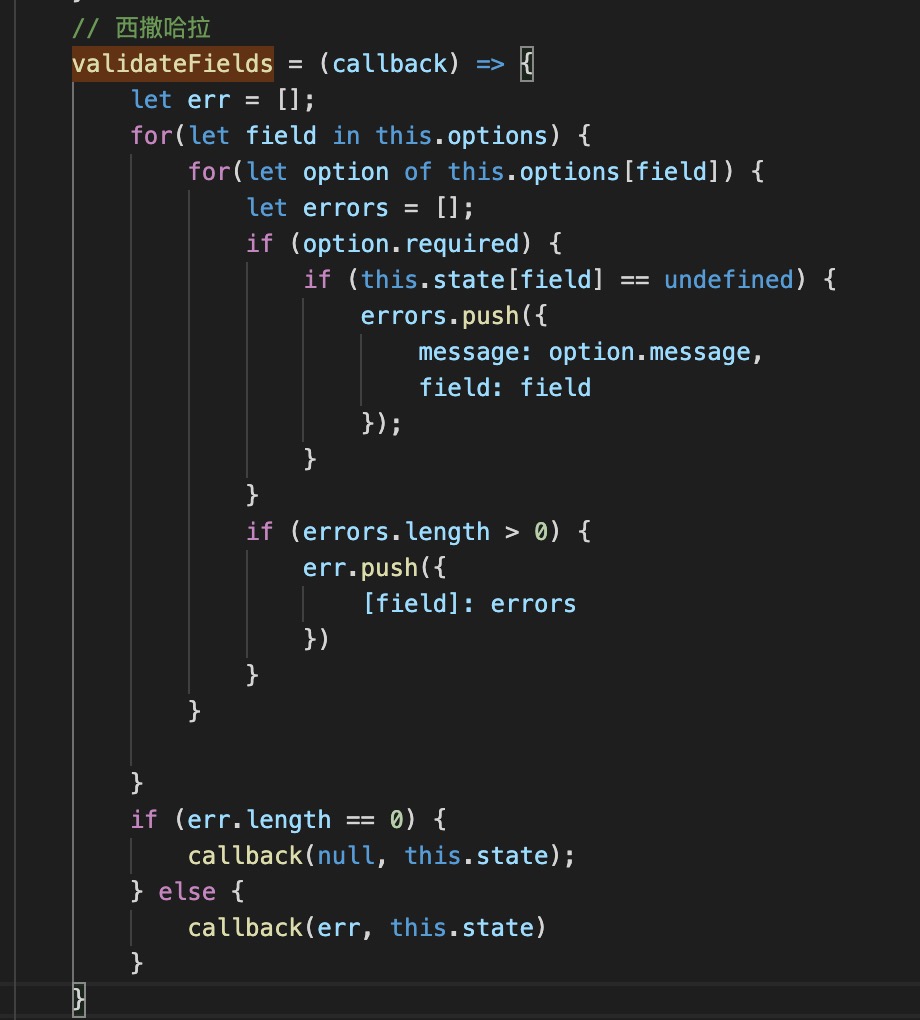 // 西撒哈拉
validateFields = (callback) => {
    let err = [];
    for(let field in this.options) {
        for(let option of this.options[field]) {
            let errors = [];
            if (option.required) {
                if (this.state[field] == undefined) {
                    errors.push({
                        message: option.message,
                        field: field
                    });
                }
            }
            if (errors.length > 0) {
                err.push({
                    [field]: errors
                })
            }
        }
    }
    if (err.length == 0) {
        callback(null, this.state);
    } else {
        callback(err, this.state)
    }
}